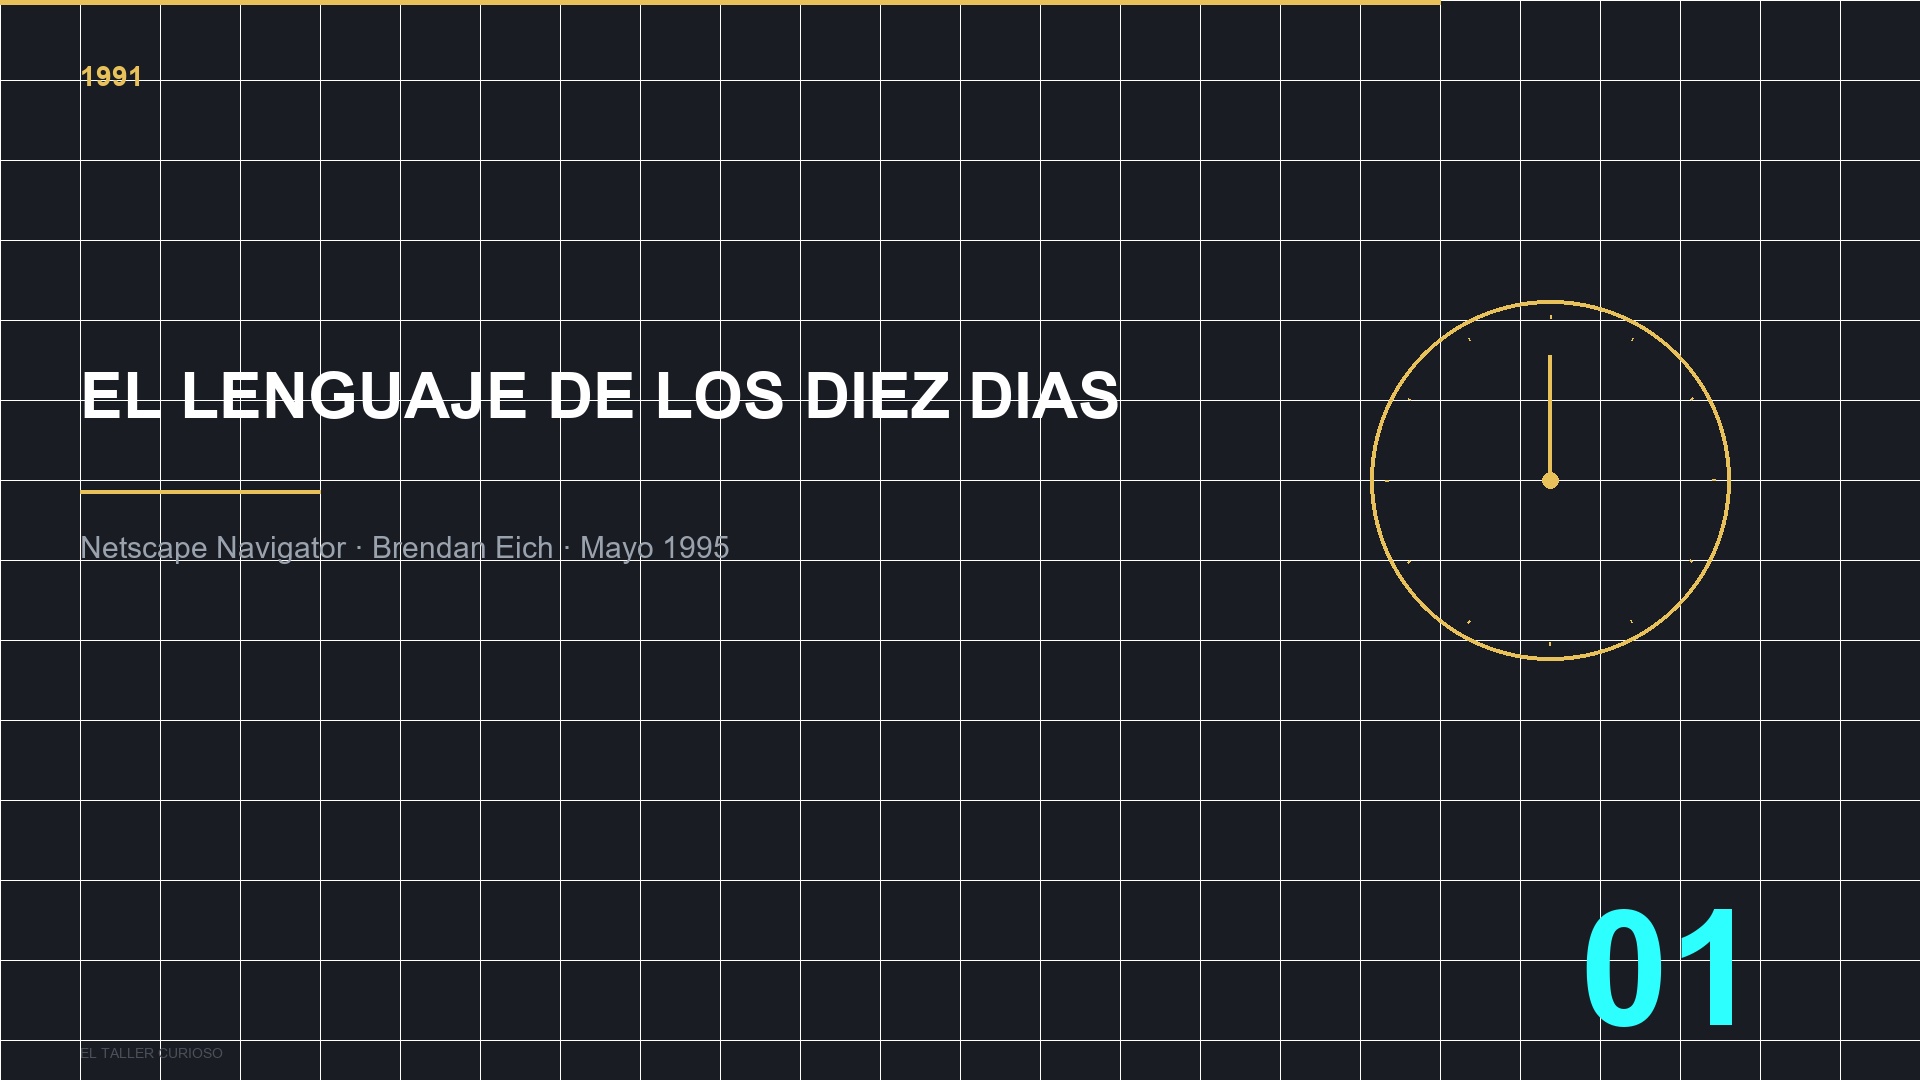 1991
EL LENGUAJE DE LOS DIEZ DIAS
Netscape Navigator · Brendan Eich · Mayo 1995
01
EL TALLER CURIOSO